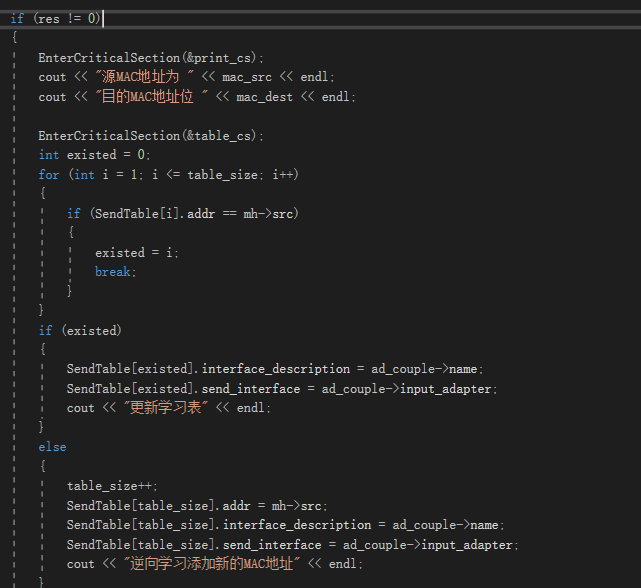 if (res != 0)
{
EnterCriticalSection(&print_cs);
cout << "源MAC地址为 " << mac_src << endl;
cout << "目的MAC地址位 " << mac_dest << endl;
EnterCriticalSection(&table_cs);
int existed = 0;
for (int i = 1; i <= table_size; i++)
{
if (SendTable[i].addr == mh->src)
{
existed = i;
break;
}
}
if (existed)
{
SendTable[existed].interface_description = ad_couple->name;
SendTable[existed].send_interface = ad_couple->input_adapter;
cout << "更新学习表" << endl;
}
else
{
table_size++;
SendTable[table_size].addr = mh->src;
SendTable[table_size].interface_description = ad_couple->name;
SendTable[table_size].send_interface = ad_couple->input_adapter;
cout << "逆向学习添加新的MAC地址" << endl;
}